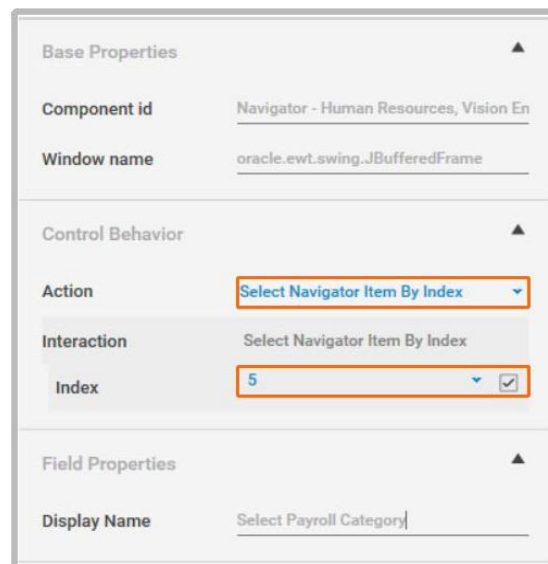 Base Properties
Component id Navigator - Human Resources, Vision En
Window name oracle.ewt.swing.JBufferedFrame
Control Behavior
Action Select Navigator Item By Index
Interaction Select Navigator Item By Index
Index 5
Field Properties
Display Name Select Payroll Category